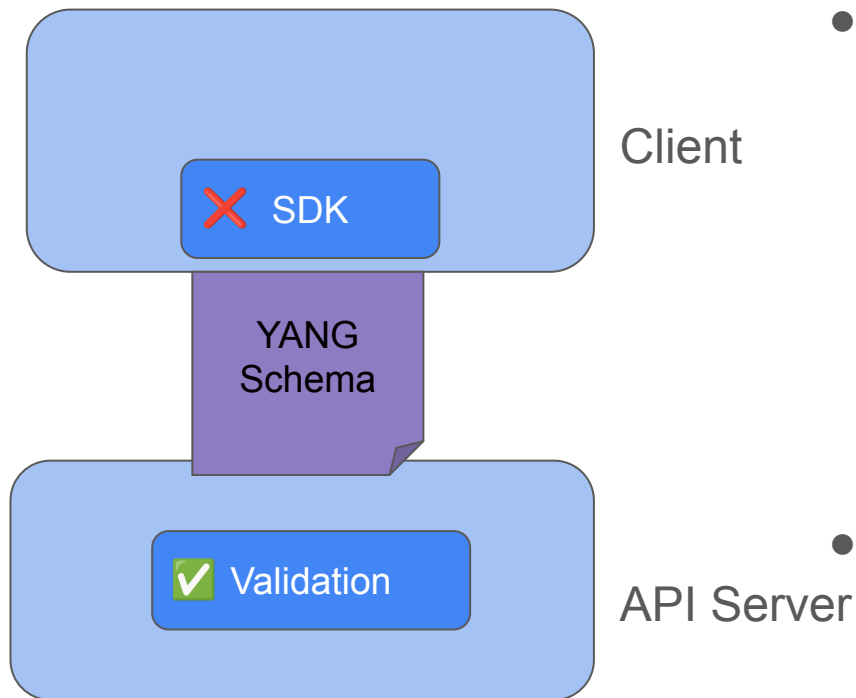 Client
❌ SDK
YANG
Schema
✅ Validation
API Server